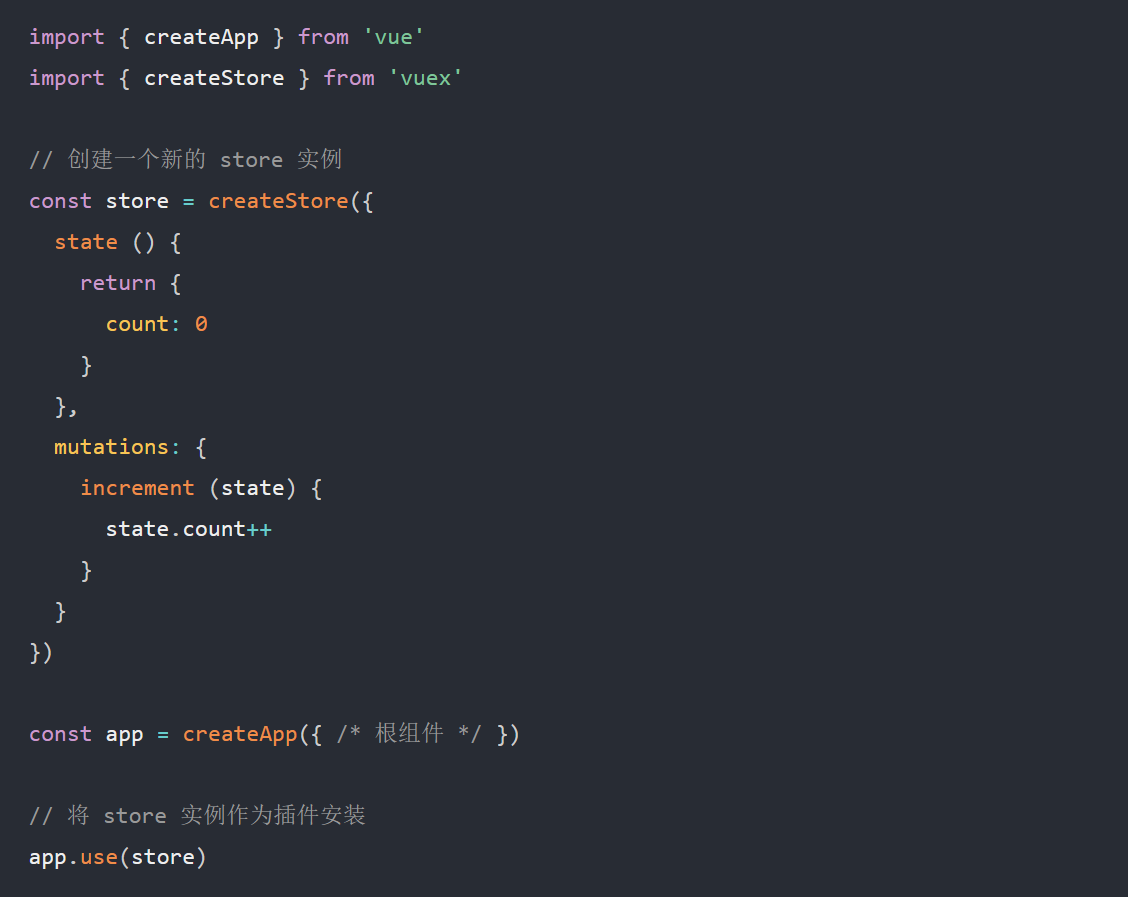 import { createApp } from 'vue'
import { createStore } from 'vuex'
// 创建一个新的 store 实例
const store = createStore({
  state () {
    return {
      count: 0
    }
  },
  mutations: {
    increment (state) {
      state.count++
    }
  }
})
const app = createApp({ /* 根组件 */ })
// 将 store 实例作为插件安装
app.use(store)